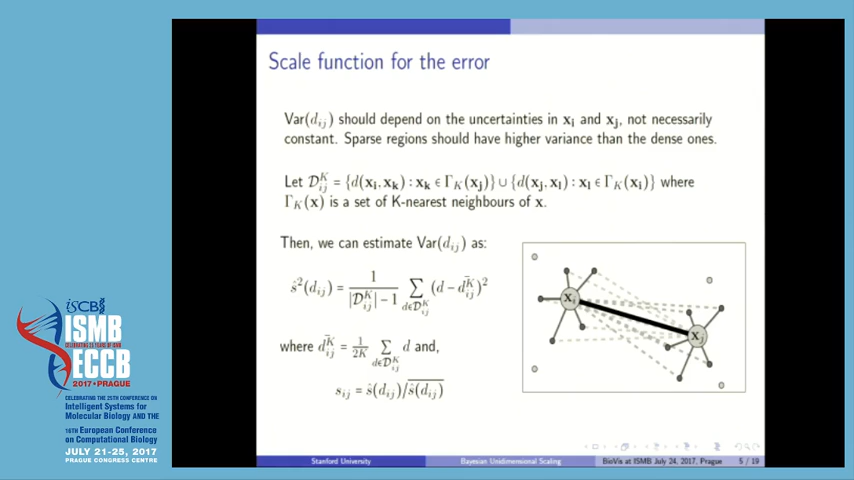 Scale function for the error
Var(d_ij) should depend on the uncertainties in x_i and x_j, not necessarily
constant. Sparse regions should have higher variance than the dense ones.
Let 𝒟_ij^K = {d(x_i, x_k) : x_k ∈ Γ_K(x_j)} ∪ {d(x_j, x_l) : x_l ∈ Γ_K(x_i)} where
Γ_K(x) is a set of K-nearest neighbours of x.
Then, we can estimate Var(d_ij) as:
ŝ²(d_ij) = 1/(|𝒟_ij^K| − 1) ∑_{d∈𝒟_ij^K} (d − d̄_ij^K)²
where d̄_ij^K = 1/2K ∑_{d∈𝒟_ij^K} d and,
s_ij = ŝ(d_ij)/\overline{ŝ(d_ij)}
x_i
x_j
Stanford University
Bayesian Unidimensional Scaling
BioVis at ISMB July 24, 2017, Prague
5 / 19
ISCB
ISMB
CELEBRATING 25 YEARS OF ISMB
ECCB
2017 • PRAGUE
CELEBRATING THE 25TH CONFERENCE ON
Intelligent Systems for
Molecular Biology AND THE
16TH European Conference
on Computational Biology
JULY 21-25, 2017
PRAGUE CONGRESS CENTRE